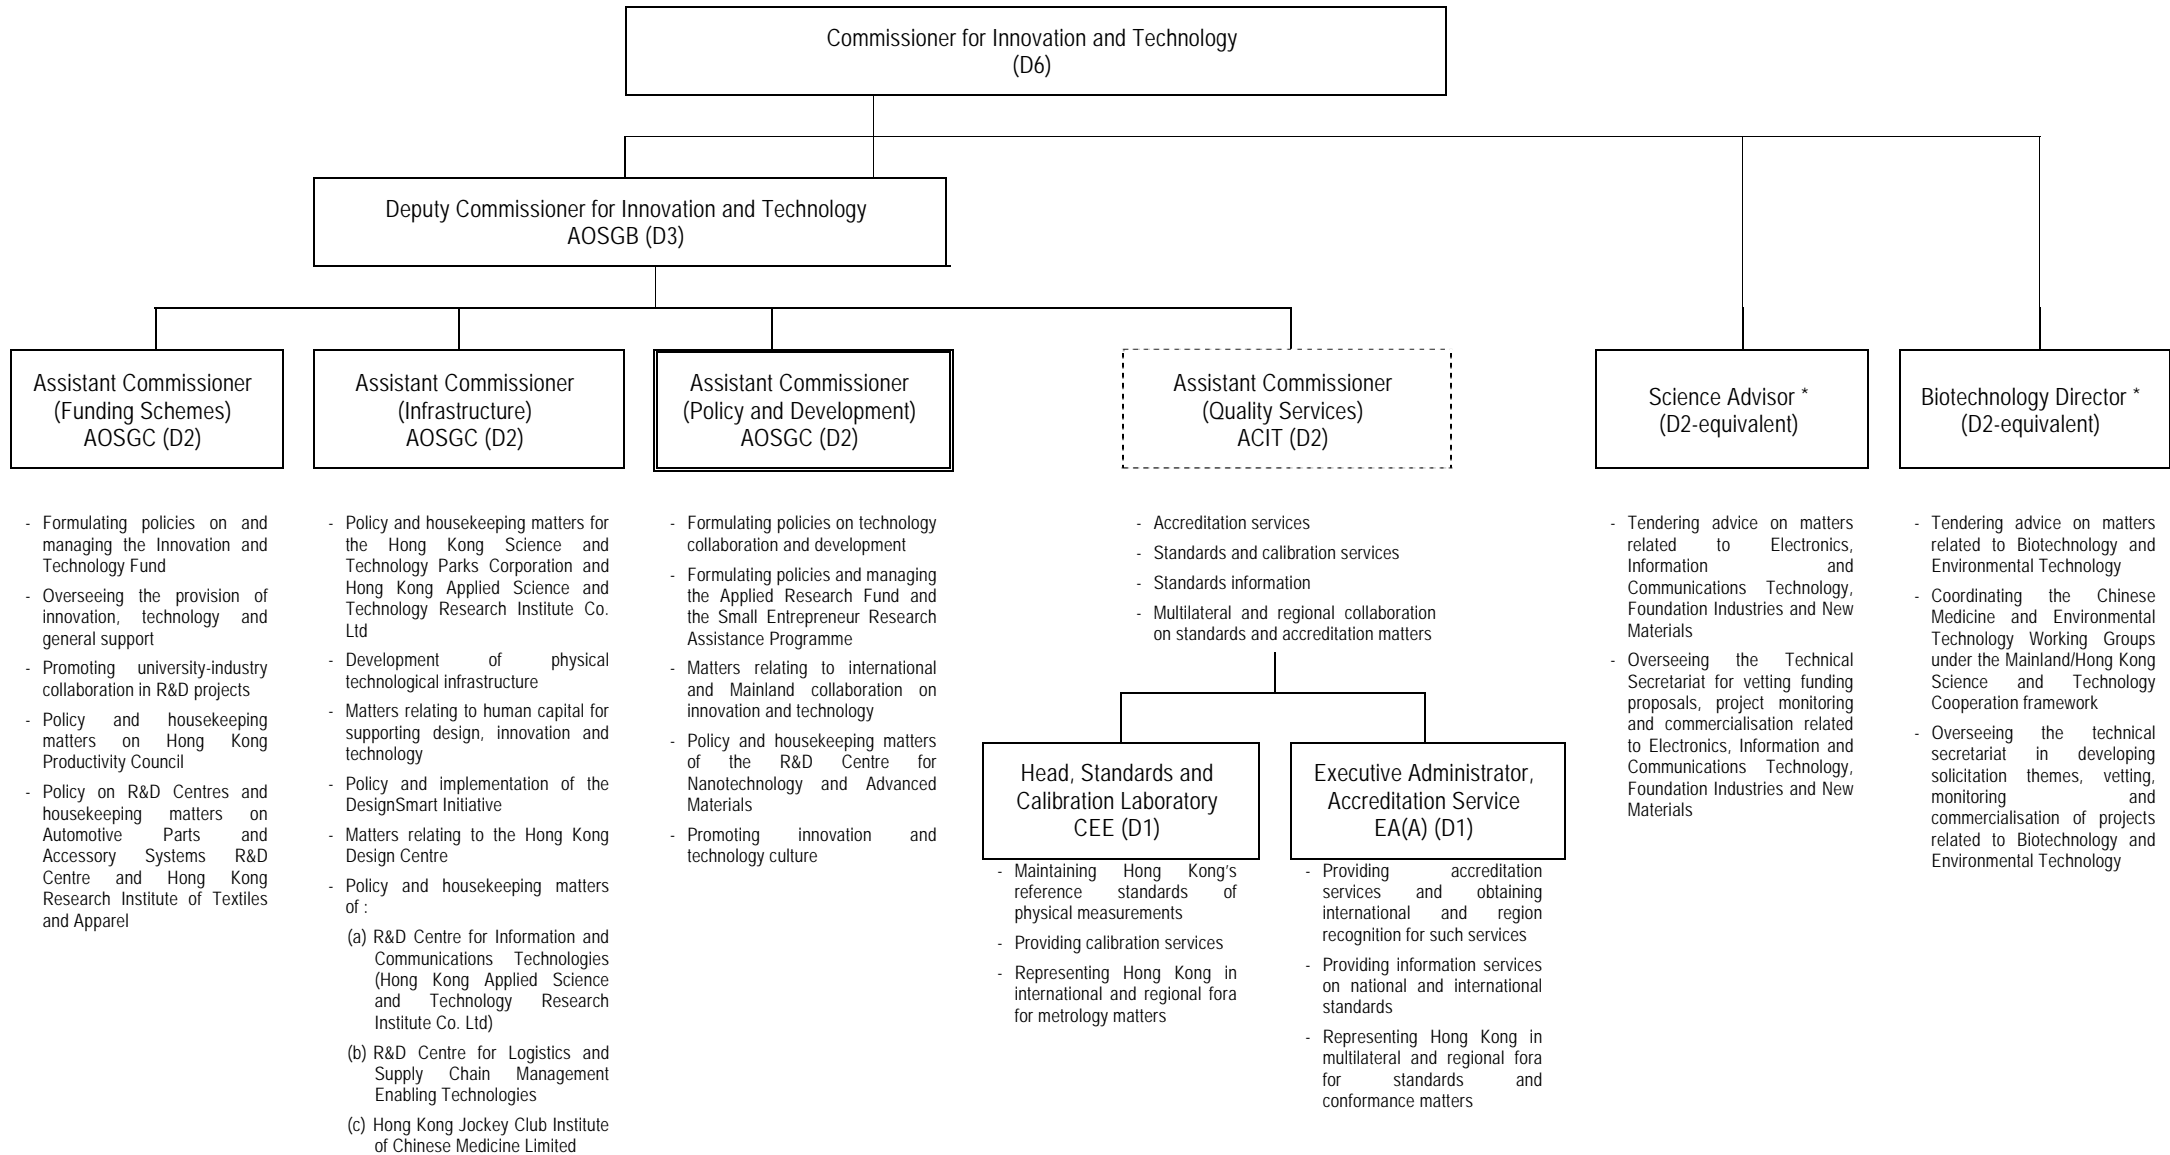 Commissioner for Innovation and Technology
(D6)
Deputy Commissioner for Innovation and Technology
AOSGB (D3)
Assistant Commissioner
(Funding Schemes)
AOSGC (D2)
Assistant Commissioner
(Infrastructure)
AOSGC (D2)
Assistant Commissioner
(Policy and Development)
AOSGC (D2)
Assistant Commissioner
(Quality Services)
ACIT (D2)
Science Advisor *
(D2-equivalent)
Biotechnology Director *
(D2-equivalent)
- Formulating policies on and
managing the Innovation and
Technology Fund
- Overseeing the provision of
innovation, technology and
general support
- Promoting university-industry
collaboration in R&D projects
- Policy and housekeeping
matters on Hong Kong
Productivity Council
- Policy on R&D Centres and
housekeeping matters on
Automotive Parts and
Accessory Systems R&D
Centre and Hong Kong
Research Institute of Textiles
and Apparel
- Policy and housekeeping matters for
the Hong Kong Science and
Technology Parks Corporation and
Hong Kong Applied Science and
Technology Research Institute Co.
Ltd
- Development of physical
technological infrastructure
- Matters relating to human capital for
supporting design, innovation and
technology
- Policy and implementation of the
DesignSmart Initiative
- Matters relating to the Hong Kong
Design Centre
- Policy and housekeeping matters
of :
(a) R&D Centre for Information and
Communications Technologies
(Hong Kong Applied Science
and Technology Research
Institute Co. Ltd)
(b) R&D Centre for Logistics and
Supply Chain Management
Enabling Technologies
(c) Hong Kong Jockey Club Institute
of Chinese Medicine Limited
- Formulating policies on technology
collaboration and development
- Formulating policies and managing
the Applied Research Fund and
the Small Entrepreneur Research
Assistance Programme
- Matters relating to international
and Mainland collaboration on
innovation and technology
- Policy and housekeeping matters
of the R&D Centre for
Nanotechnology and Advanced
Materials
- Promoting innovation and
technology culture
- Accreditation services
- Standards and calibration services
- Standards information
- Multilateral and regional collaboration
on standards and accreditation matters
Head, Standards and
Calibration Laboratory
CEE (D1)
- Maintaining Hong Kong's
reference standards of
physical measurements
- Providing calibration services
- Representing Hong Kong in
international and regional fora
for metrology matters
Executive Administrator,
Accreditation Service
EA(A) (D1)
- Providing accreditation
services and obtaining
international and region
recognition for such services
- Providing information services
on national and international
standards
- Representing Hong Kong in
multilateral and regional fora
for standards and
conformance matters
- Tendering advice on matters
related to Electronics,
Information and
Communications Technology,
Foundation Industries and New
Materials
- Overseeing the Technical
Secretariat for vetting funding
proposals, project monitoring
and commercialisation related
to Electronics, Information and
Communications Technology,
Foundation Industries and New
Materials
- Tendering advice on matters
related to Biotechnology and
Environmental Technology
- Coordinating the Chinese
Medicine and Environmental
Technology Working Groups
under the Mainland/Hong Kong
Science and Technology
Cooperation framework
- Overseeing the technical
secretariat in developing
solicitation themes, vetting,
monitoring and
commercialisation of projects
related to Biotechnology and
Environmental Technology